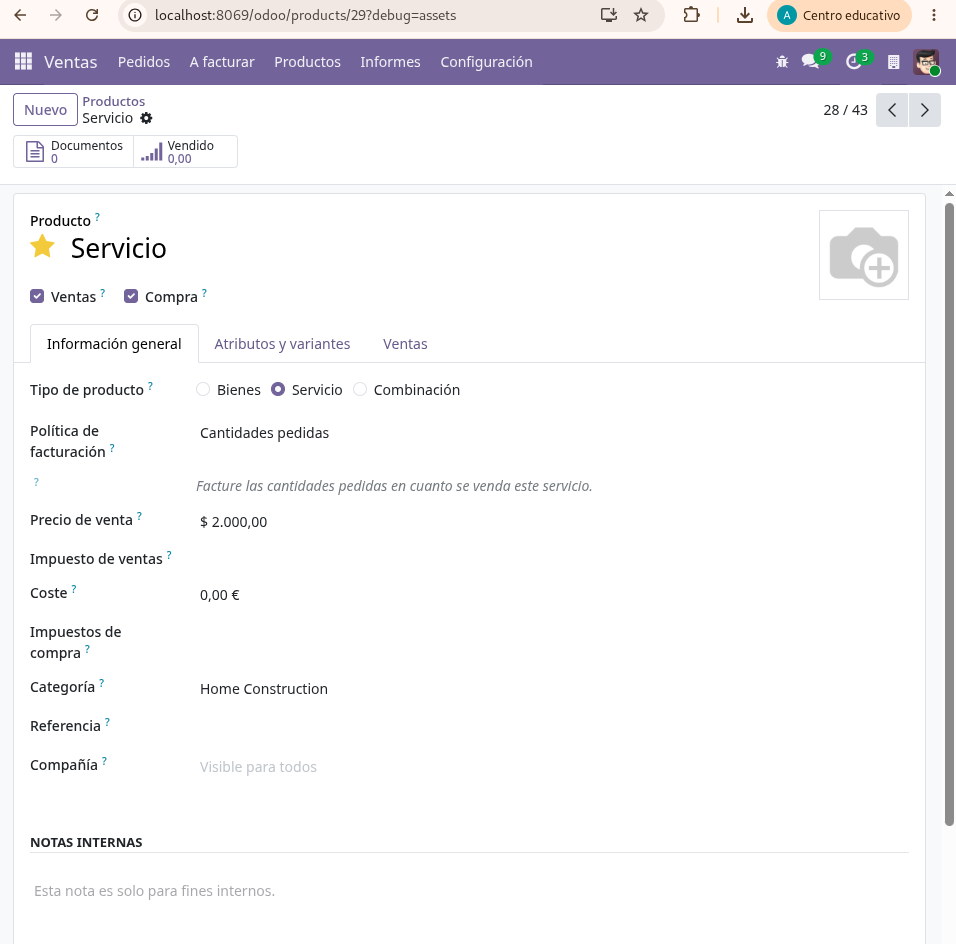 localhost:8069/odoo/products/29?debug=assets
A Centro educativo
Ventas Pedidos A facturar Productos Informes Configuración 9 3
Nuevo Productos
Servicio
28 / 43
Documentos
0
Vendido
0,00
Producto ?
Servicio
Ventas ? Compra ?
Información general Atributos y variantes Ventas
Tipo de producto ? Bienes Servicio Combinación
Política de
facturación ?
Cantidades pedidas
? Facture las cantidades pedidas en cuanto se venda este servicio.
Precio de venta ? $ 2.000,00
Impuesto de ventas ?
Coste ? 0,00 €
Impuestos de
compra ?
Categoría ? Home Construction
Referencia ?
Compañía ? Visible para todos
NOTAS INTERNAS
Esta nota es solo para fines internos.